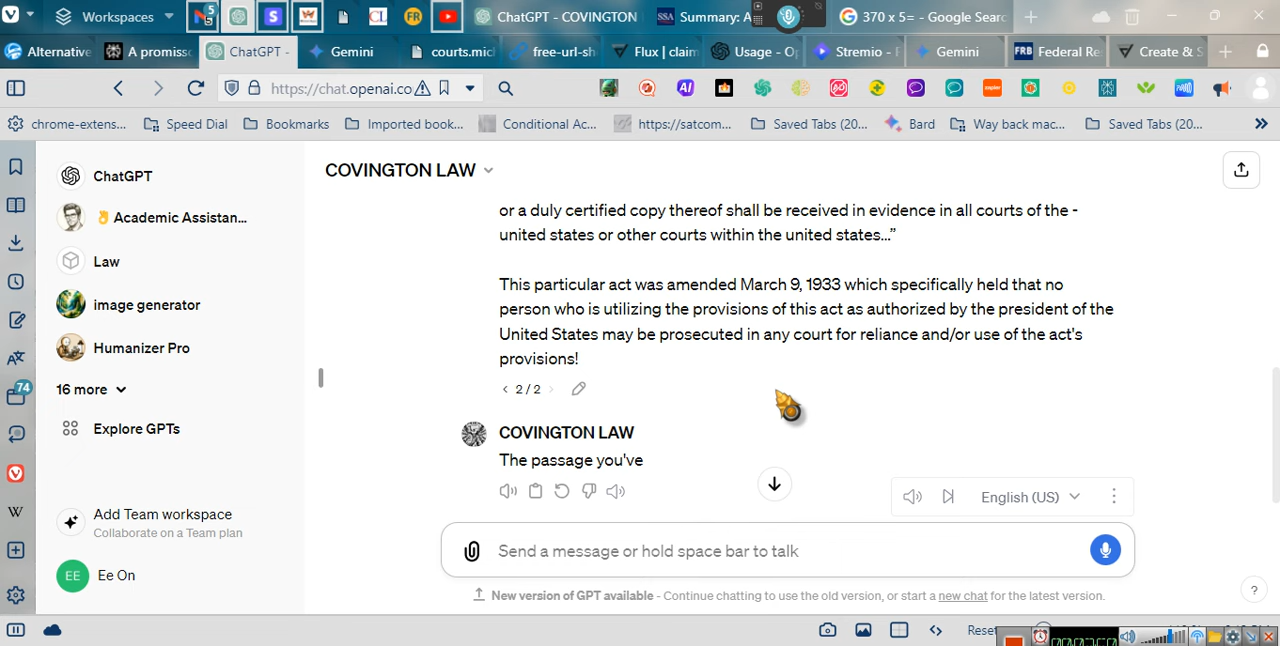 Workspaces
5
ChatGPT - COVINGTON
Summary: A
370 x 5= - Google Searc
Alternative
A promiss
ChatGPT -
Gemini
courts.mic
free-url-sh
Flux | claim
Usage - Op
Stremio - F
Gemini
FRB
Federal Re
Create & S
https://chat.openai.co
chrome-extens...
Speed Dial
Bookmarks
Imported book...
Conditional Ac...
https://satcom...
Saved Tabs (20...
Bard
Way back mac...
Saved Tabs (20...
ChatGPT
Academic Assistan...
Law
image generator
Humanizer Pro
16 more
Explore GPTs
Add Team workspace
Collaborate on a Team plan
EE
Ee On
74
W
COVINGTON LAW
or a duly certified copy thereof shall be received in evidence in all courts of the -
united states or other courts within the united states...”
This particular act was amended March 9, 1933 which specifically held that no
person who is utilizing the provisions of this act as authorized by the president of the
United States may be prosecuted in any court for reliance and/or use of the act's
provisions!
2 / 2
COVINGTON LAW
The passage you've
English (US)
Send a message or hold space bar to talk
New version of GPT available - Continue chatting to use the old version, or start a new chat for the latest version.
?
Reset